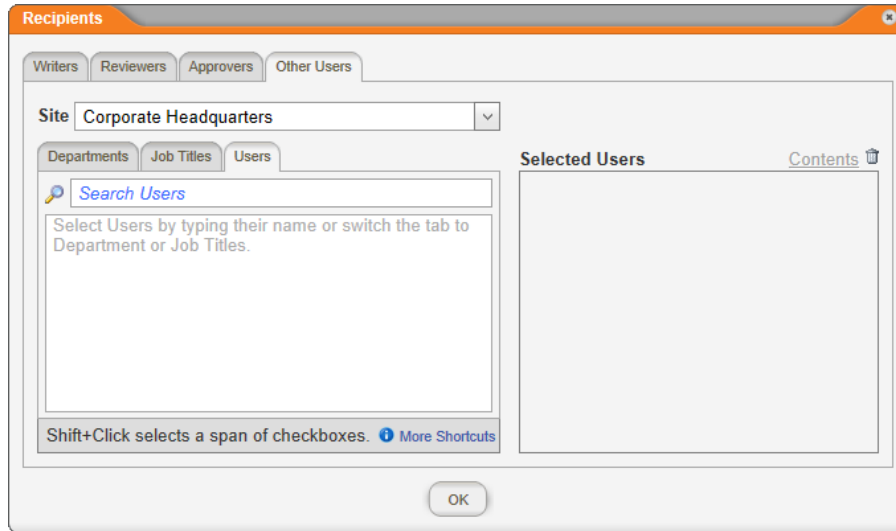 Recipients
Writers Reviewers Approvers Other Users
Site Corporate Headquarters
Departments Job Titles Users
Search Users
Select Users by typing their name or switch the tab to
Department or Job Titles.
Shift+Click selects a span of checkboxes. More Shortcuts
Selected Users Contents
OK